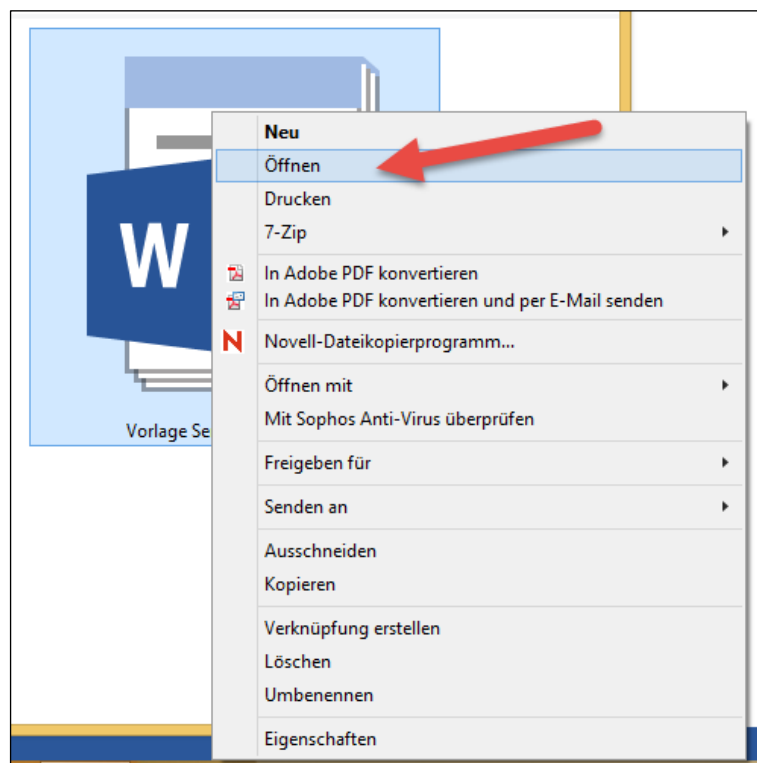 W
Vorlage Se
Neu
Öffnen
Drucken
7-Zip
In Adobe PDF konvertieren
In Adobe PDF konvertieren und per E-Mail senden
N
Novell-Dateikopierprogramm...
Öffnen mit
Mit Sophos Anti-Virus überprüfen
Freigeben für
Senden an
Ausschneiden
Kopieren
Verknüpfung erstellen
Löschen
Umbenennen
Eigenschaften